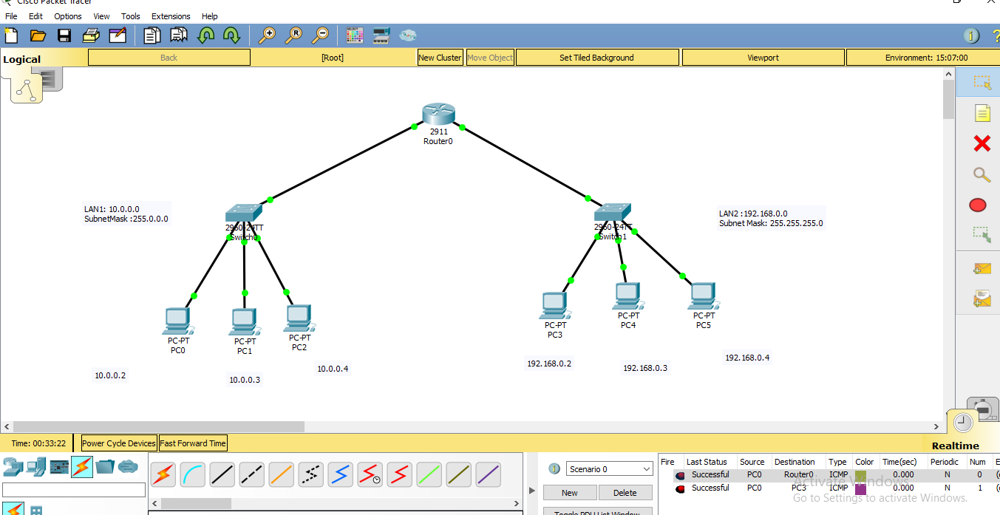 Cisco Packet Tracer
File Edit Options View Tools Extensions Help
Logical Back [Root] New Cluster Move Object Set Tiled Background Viewport Environment: 15:07:00
2911
Router0
LAN1: 10.0.0.0
SubnetMask :255.0.0.0
2960-24TT
Switch0
2960-24TT
Switch1
LAN2 :192.168.0.0
Subnet Mask: 255.255.255.0
PC-PT
PC0
PC-PT
PC1
PC-PT
PC2
PC-PT
PC3
PC-PT
PC4
PC-PT
PC5
10.0.0.2
10.0.0.3
10.0.0.4
192.168.0.2
192.168.0.3
192.168.0.4
Time: 00:33:22 Power Cycle Devices Fast Forward Time
Realtime
Scenario 0
New Delete
Toggle PDU List Window
Fire Last Status Source Destination Type Color Time(sec) Periodic Num E
Successful PC0 Router0 ICMP 0.000 N 0 (
Successful PC0 PC3 ICMP 0.000 N 1 (
Activate Windows
Go to Settings to activate Windows.